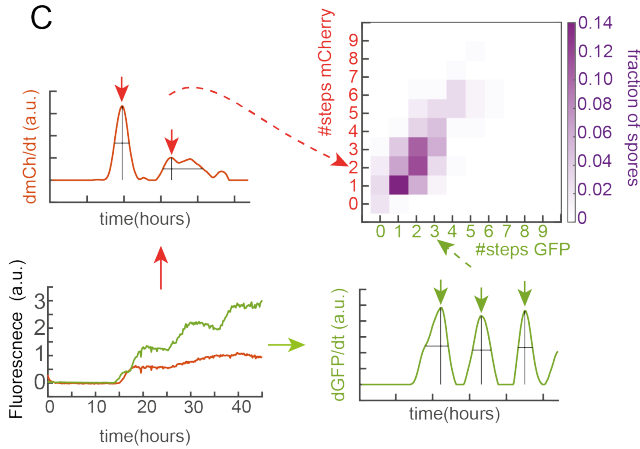 C
dmCh/dt (a.u.)
time(hours)
#steps mCherry
9
8
7
6
5
4
3
2
1
0
0 1 2 3 4 5 6 7 8 9
#steps GFP
0.14
0.12
0.10
0.08
0.06
0.04
0.02
0
fraction of spores
Fluorescnece (a.u.)
3
2
1
0
0 10 20 30 40
time(hours)
dGFP/dt (a.u.)
time(hours)